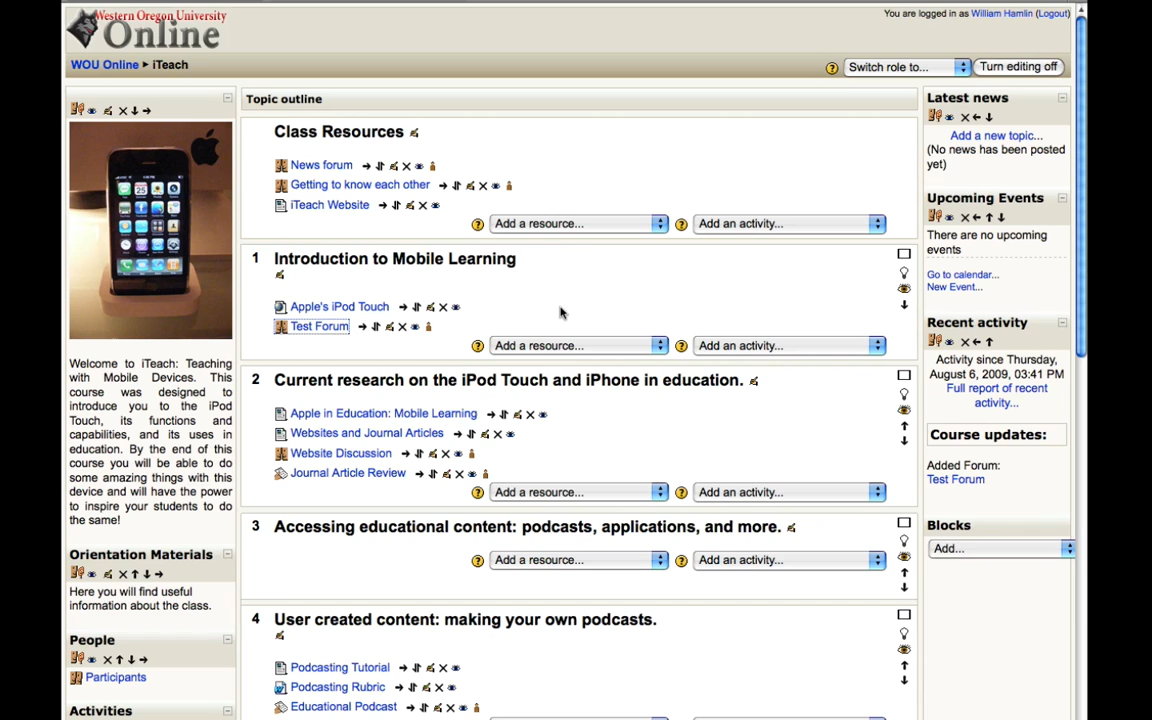 Western Oregon University
Online
You are logged in as William Hamlin (Logout)
WOU Online ► iTeach
Switch role to...
Turn editing off
Welcome to iTeach: Teaching
with Mobile Devices. This
course was designed to
introduce you to the iPod
Touch, its functions and
capabilities, and its uses in
education. By the end of this
course you will be able to do
some amazing things with this
device and will have the power
to inspire your students to do
the same!
Orientation Materials
Here you will find useful
information about the class.
People
Participants
Activities
Topic outline
Class Resources
News forum
Getting to know each other
iTeach Website
Add a resource... Add an activity...
1 Introduction to Mobile Learning
Apple's iPod Touch
Test Forum
Add a resource... Add an activity...
2 Current research on the iPod Touch and iPhone in education.
Apple in Education: Mobile Learning
Websites and Journal Articles
Website Discussion
Journal Article Review
Add a resource... Add an activity...
3 Accessing educational content: podcasts, applications, and more.
Add a resource... Add an activity...
4 User created content: making your own podcasts.
Podcasting Tutorial
Podcasting Rubric
Educational Podcast
Latest news
Add a new topic...
(No news has been posted
yet)
Upcoming Events
There are no upcoming
events
Go to calendar...
New Event...
Recent activity
Activity since Thursday,
August 6, 2009, 03:41 PM
Full report of recent
activity...
Course updates:
Added Forum:
Test Forum
Blocks
Add...